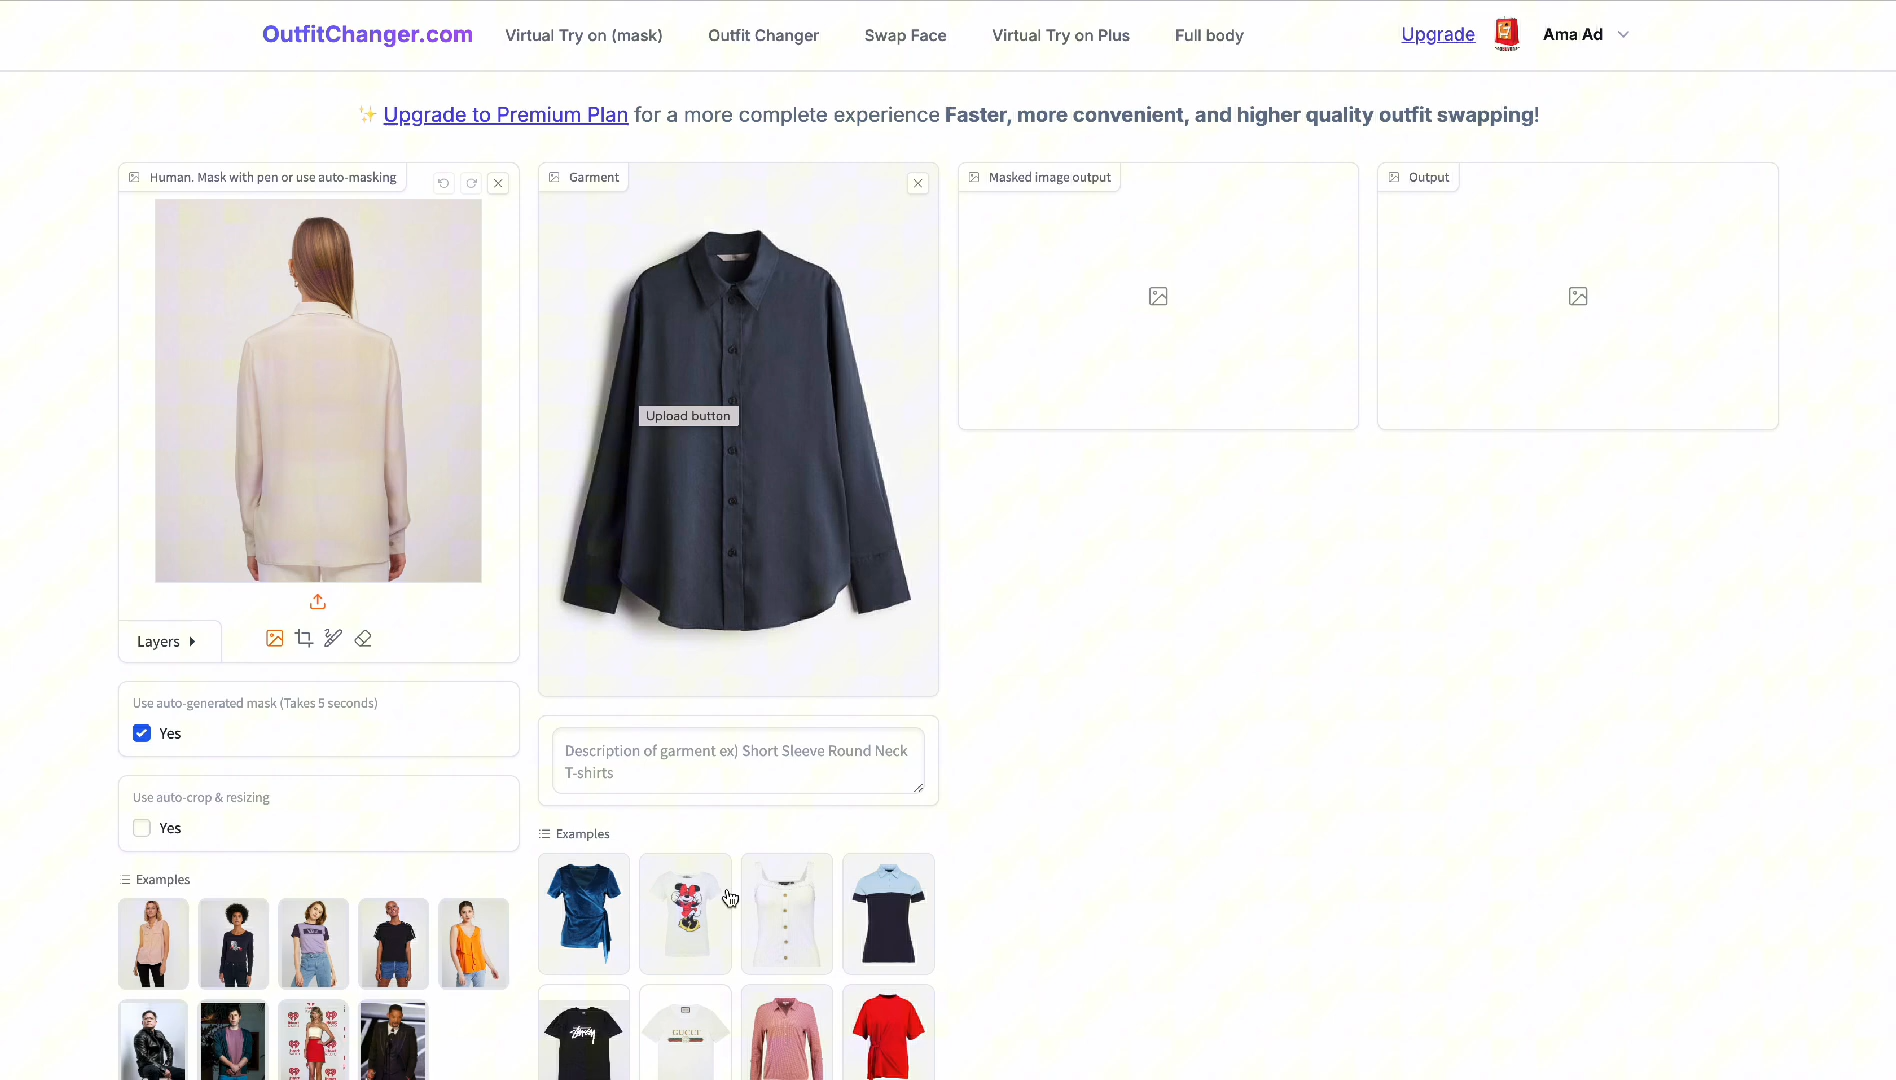 OutfitChanger.com
Virtual Try on (mask)
Outfit Changer
Swap Face
Virtual Try on Plus
Full body
Upgrade
Ama Ad
✨ Upgrade to Premium Plan for a more complete experience Faster, more convenient, and higher quality outfit swapping!
Human. Mask with pen or use auto-masking
Garment
Masked image output
Output
Upload button
Layers
Use auto-generated mask (Takes 5 seconds)
Yes
Use auto-crop & resizing
Yes
Examples
Description of garment ex) Short Sleeve Round Neck
T-shirts
Examples
GUCCI